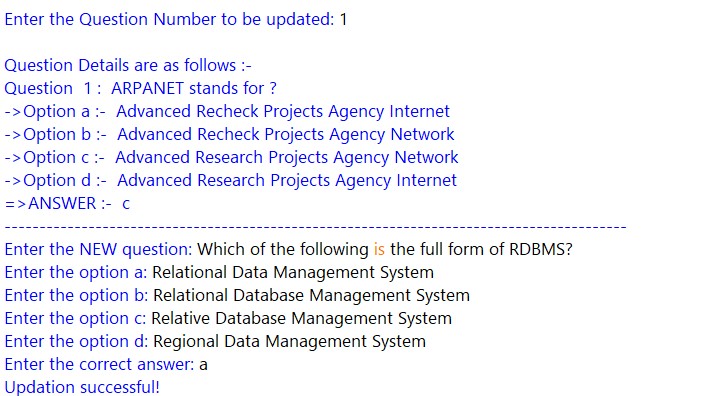 Enter the Question Number to be updated: 1
Question Details are as follows :-
Question  1 :  ARPANET stands for ?
->Option a :-  Advanced Recheck Projects Agency Internet
->Option b :-  Advanced Recheck Projects Agency Network
->Option c :-  Advanced Research Projects Agency Network
->Option d :-  Advanced Research Projects Agency Internet
=>ANSWER :-  c
-----------------------------------------------------------------------------------------
Enter the NEW question: Which of the following is the full form of RDBMS?
Enter the option a: Relational Data Management System
Enter the option b: Relational Database Management System
Enter the option c: Relative Database Management System
Enter the option d: Regional Data Management System
Enter the correct answer: a
Updation successful!